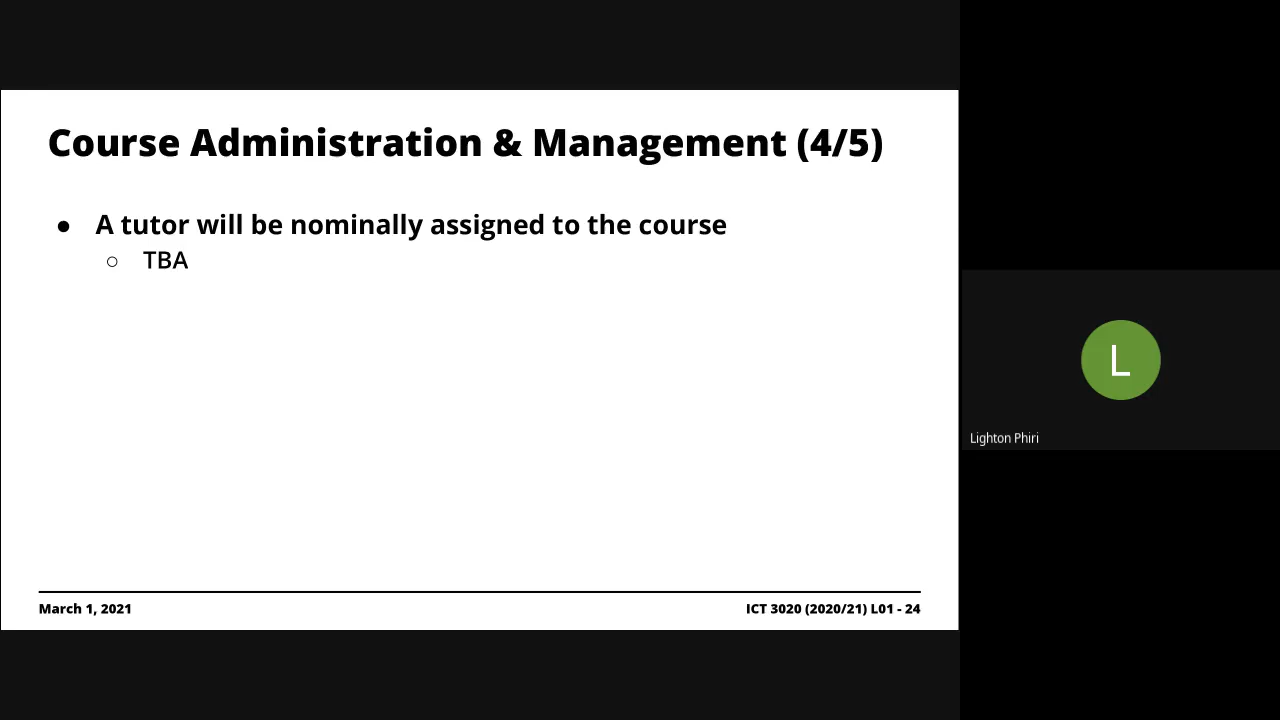 Course Administration & Management (4/5)
● A tutor will be nominally assigned to the course
○ TBA
March 1, 2021
ICT 3020 (2020/21) L01 - 24
L
Lighton Phiri